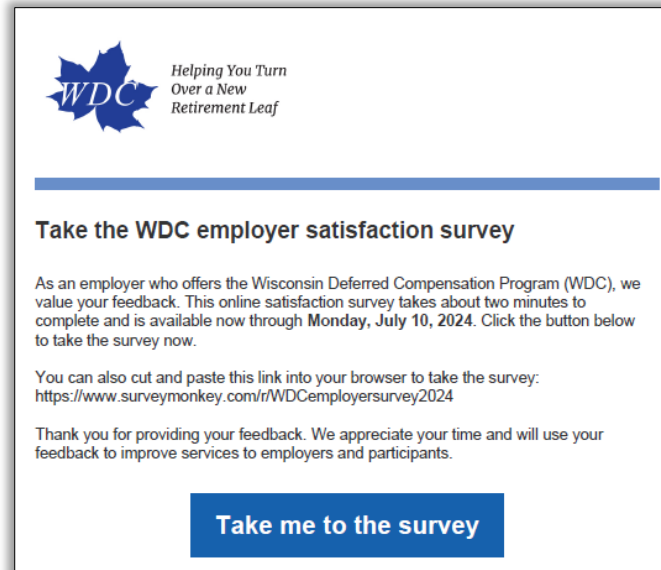 WDC
Helping You Turn
Over a New
Retirement Leaf
Take the WDC employer satisfaction survey
As an employer who offers the Wisconsin Deferred Compensation Program (WDC), we
value your feedback. This online satisfaction survey takes about two minutes to
complete and is available now through Monday, July 10, 2024. Click the button below
to take the survey now.
You can also cut and paste this link into your browser to take the survey:
https://www.surveymonkey.com/r/WDCemployersurvey2024
Thank you for providing your feedback. We appreciate your time and will use your
feedback to improve services to employers and participants.
Take me to the survey